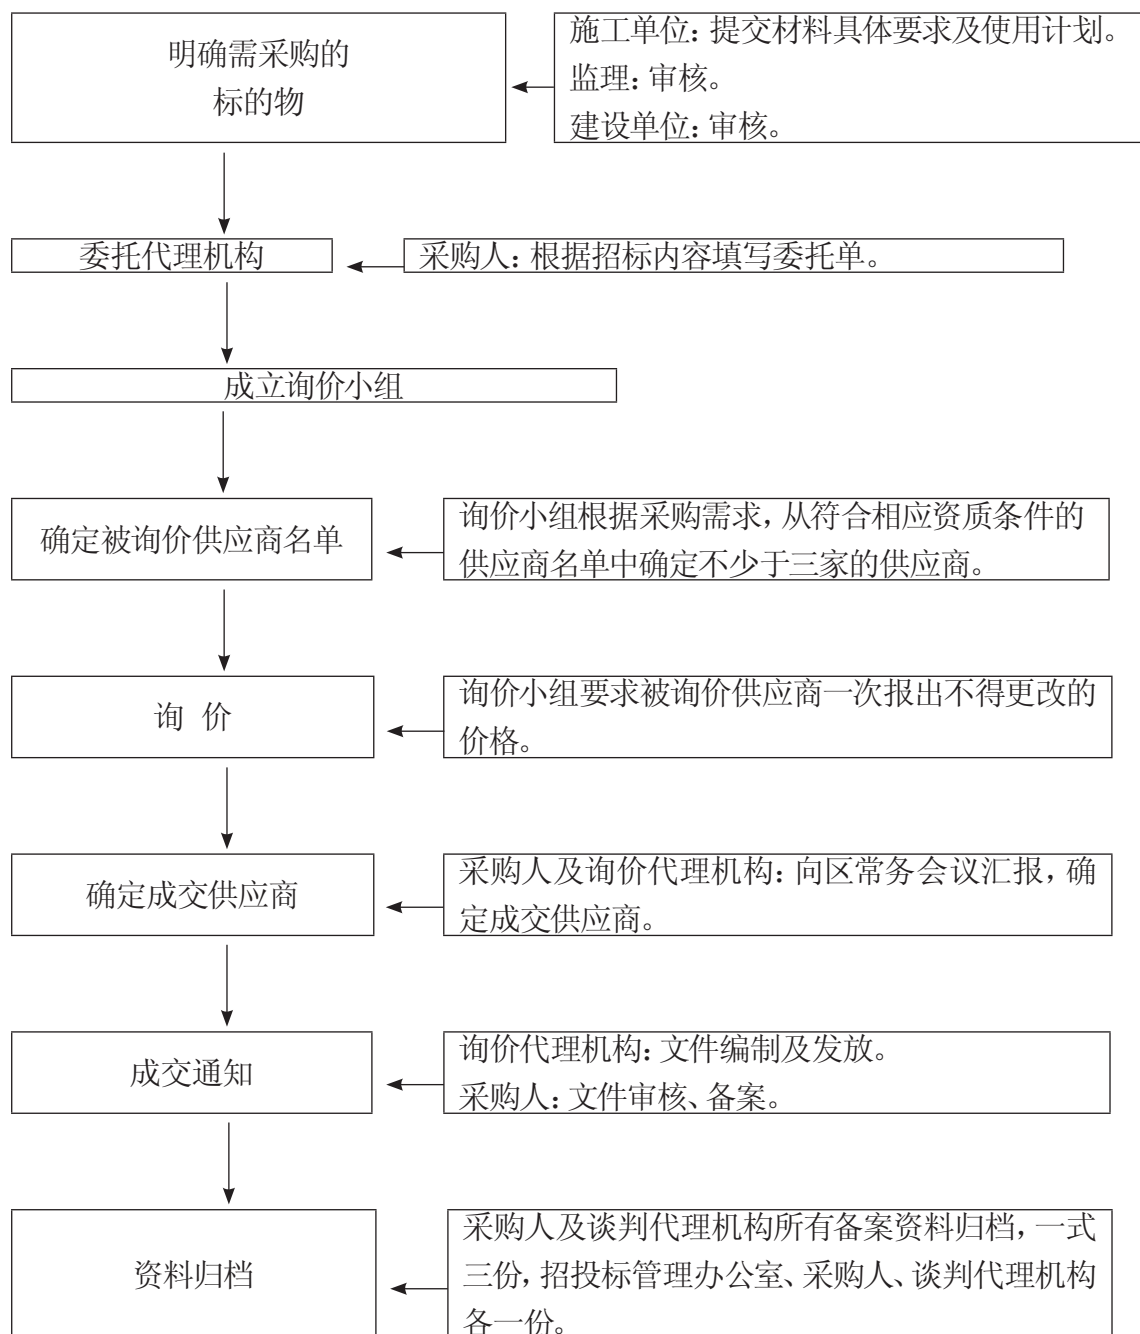 明确需采购的
标的物
施工单位：提交材料具体要求及使用计划。
监理：审核。
建设单位：审核。
委托代理机构
采购人：根据招标内容填写委托单。
成立询价小组
确定被询价供应商名单
询价小组根据采购需求，从符合相应资质条件的
供应商名单中确定不少于三家的供应商。
询 价
询价小组要求被询价供应商一次报出不得更改的
价格。
确定成交供应商
采购人及询价代理机构：向区常务会议汇报，确
定成交供应商。
成交通知
询价代理机构：文件编制及发放。
采购人：文件审核、备案。
资料归档
采购人及谈判代理机构所有备案资料归档，一式
三份，招投标管理办公室、采购人、谈判代理机构
各一份。